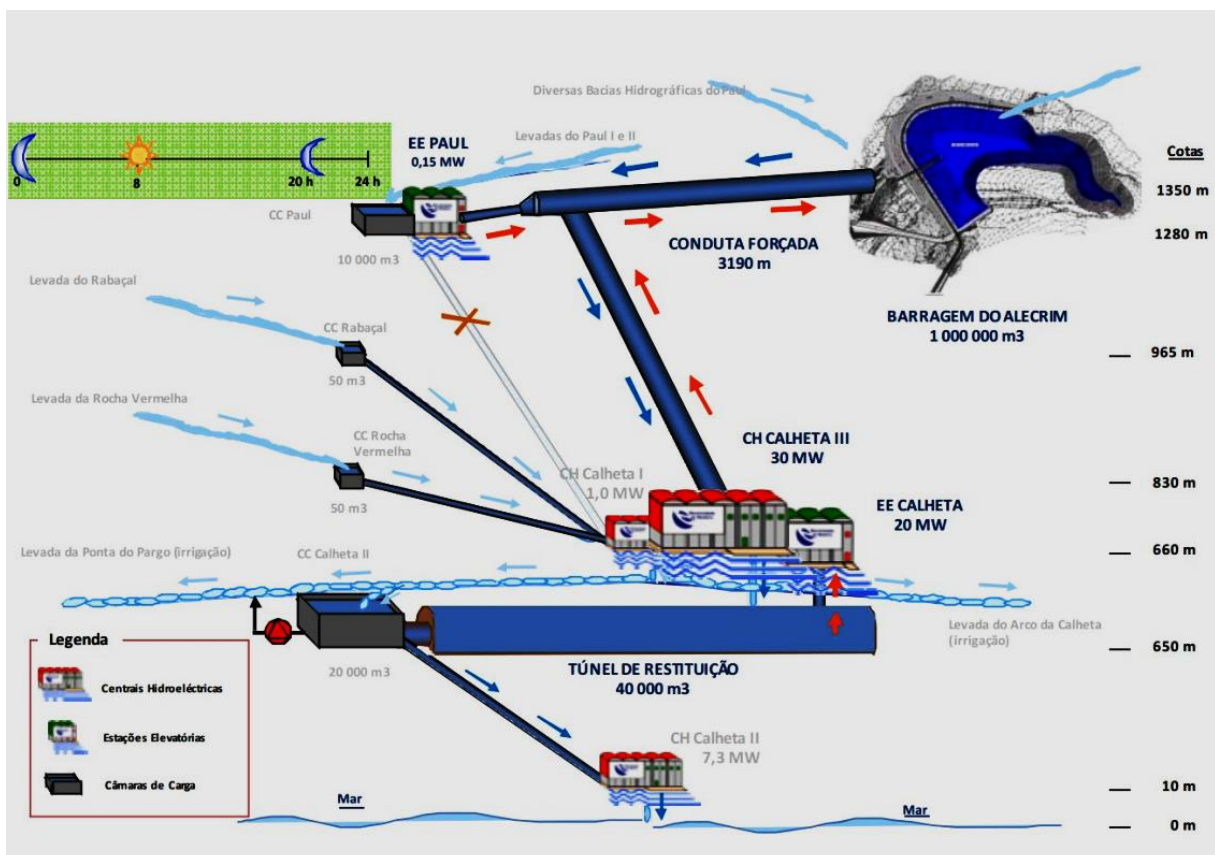 Diversas Bacias Hidrográficas do Paul
Levadas do Paul I e II
EE PAUL
0,15 MW
0
8
20 h
24 h
Cotas
1350 m
CC Paul
10 000 m3
CONDUTA FORÇADA
3190 m
1280 m
Levada do Rabaçal
BARRAGEM DO ALECRIM
1 000 000 m3
CC Rabaçal
50 m3
965 m
Levada da Rocha Vermelha
CC Rocha
Vermelha
50 m3
CH CALHETA III
30 MW
CH Calheta I
1,0 MW
830 m
EE CALHETA
20 MW
Levada da Ponta do Pargo (irrigação)
CC Calheta II
660 m
Levada do Arco da Calheta
(irrigação)
650 m
20 000 m3
TÚNEL DE RESTITUIÇÃO
40 000 m3
Legenda
Centrais Hidroeléctricas
Estações Elevatórias
Câmaras de Carga
CH Calheta II
7,3 MW
10 m
Mar
Mar
0 m